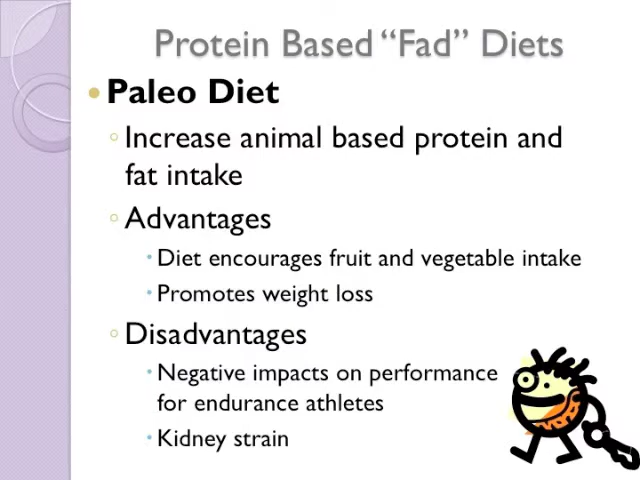 Protein Based “Fad” Diets
Paleo Diet
Increase animal based protein and
fat intake
Advantages
Diet encourages fruit and vegetable intake
Promotes weight loss
Disadvantages
Negative impacts on performance
for endurance athletes
Kidney strain